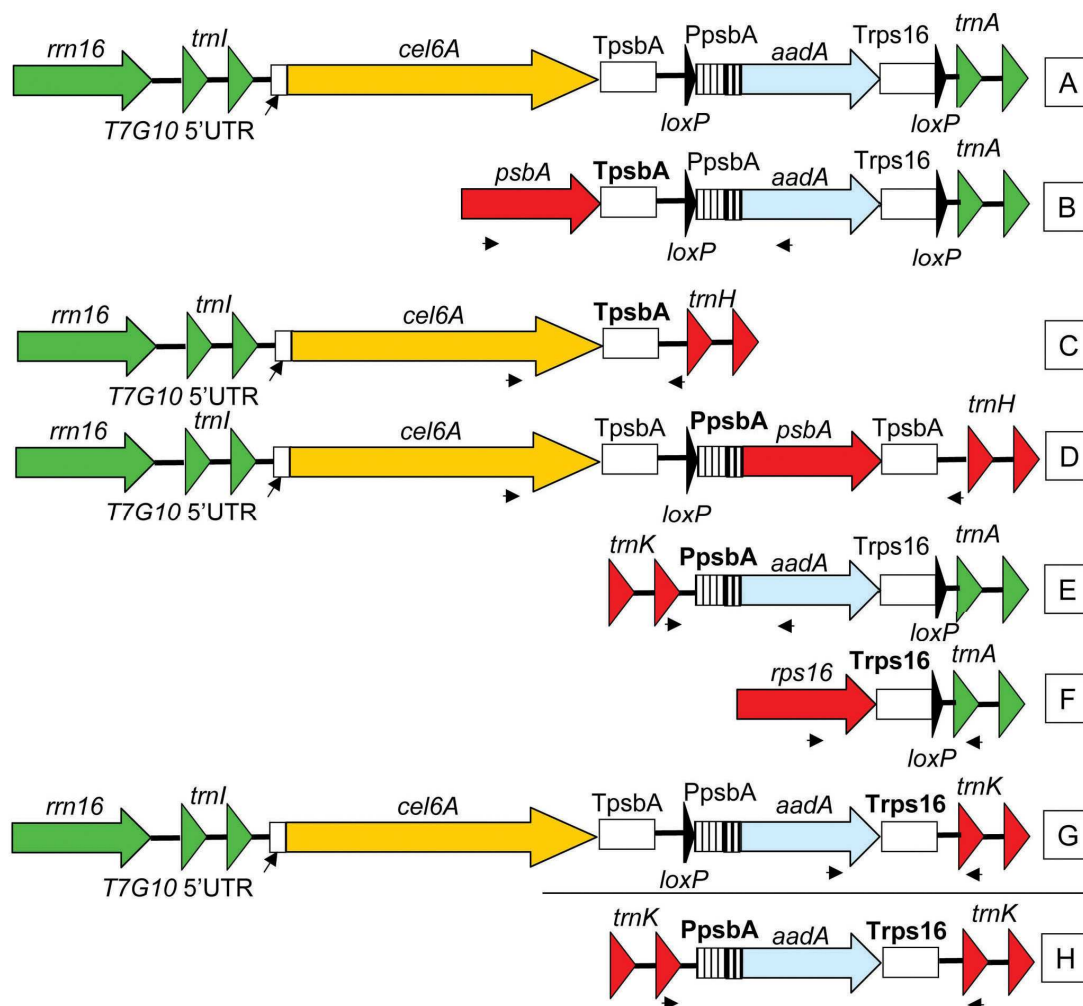 rrn16 trnI cel6A TpsbA PpsbA aadA Trps16 trnA
A
T7G10 5'UTR loxP loxP
psbA TpsbA PpsbA aadA Trps16 trnA
B
loxP loxP
rrn16 trnI cel6A TpsbA trnH
C
T7G10 5'UTR
rrn16 trnI cel6A TpsbA PpsbA psbA TpsbA trnH
D
T7G10 5'UTR loxP
trnK PpsbA aadA Trps16 trnA
E
loxP
rps16 Trps16 trnA
F
loxP
rrn16 trnI cel6A TpsbA PpsbA aadA Trps16 trnK
G
T7G10 5'UTR loxP
trnK PpsbA aadA Trps16 trnK
H